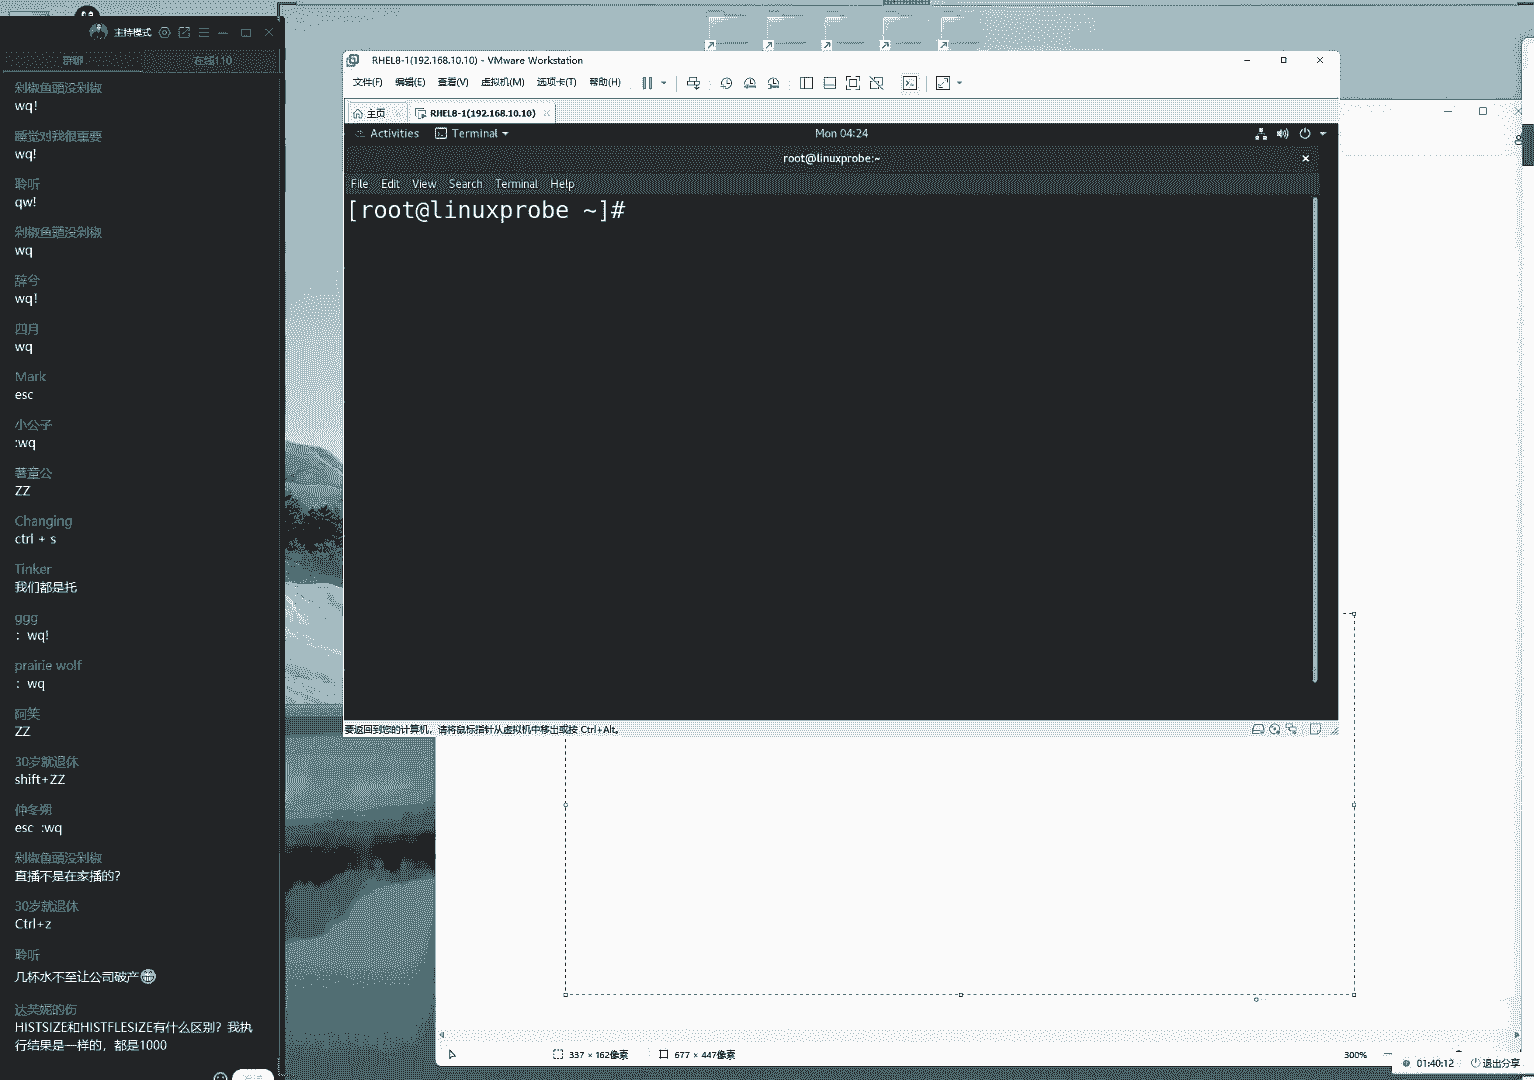 主持模式
群聊
在线110
剁椒鱼頭没剁椒
wq!
睡觉对我很重要
wq!
聆听
qw!
剁椒鱼頭没剁椒
wq
辞兮
wq!
四月
wq
Mark
esc
小公子
:wq
ZZ
Changing
ctrl + s
Tinker
我们都是托
ggg
：wq!
prairie wolf
：wq
阿笑
ZZ
30岁就退休
shift+ZZ
仲冬朔
esc :wq
剁椒鱼頭没剁椒
直播不是在家播的?
30岁就退休
Ctrl+z
聆听
几杯水不至让公司破产
达芙妮的伤
HISTSIZE和HISTFLESIZE有什么区别？我执
行结果是一样的，都是1000
RHEL8-1(192.168.10.10) - VMware Workstation
文件(F) 编辑(E) 查看(V) 虚拟机(M) 选项卡(T) 帮助(H)
主页 RHEL8-1(192.168.10.10)
Activities Terminal Mon 04:24
root@linuxprobe:~
File Edit View Search Terminal Help
[root@linuxprobe ~]#
要返回到您的计算机，请将鼠标指针从虚拟机中移出或按 Ctrl+Alt。
337 × 162像素 677 × 447像素 300%
01:40:12 退出分享